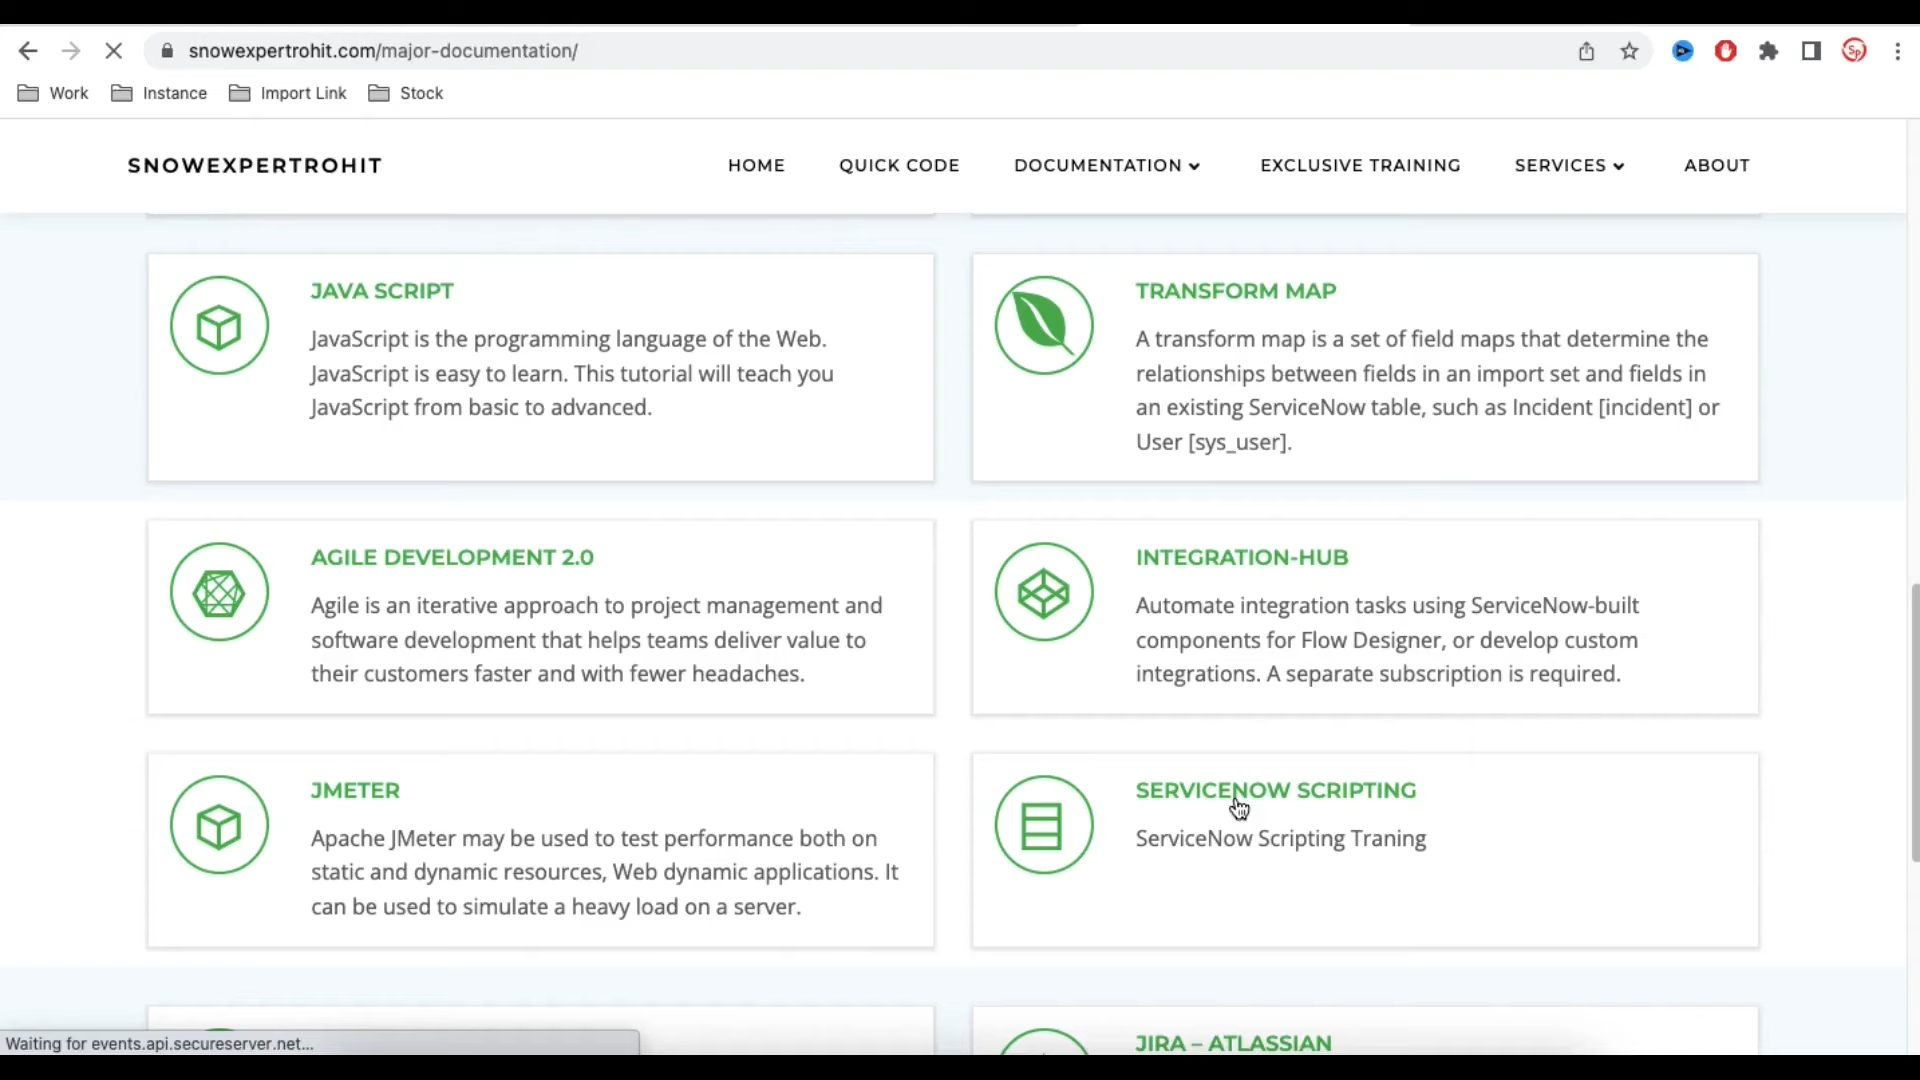 snowexpertrohit.com/major-documentation/
Sp
Work Instance Import Link Stock
SNOWEXPERTROHIT
HOME QUICK CODE DOCUMENTATION EXCLUSIVE TRAINING SERVICES ABOUT
JAVA SCRIPT
JavaScript is the programming language of the Web.
JavaScript is easy to learn. This tutorial will teach you
JavaScript from basic to advanced.
TRANSFORM MAP
A transform map is a set of field maps that determine the
relationships between fields in an import set and fields in
an existing ServiceNow table, such as Incident [incident] or
User [sys_user].
AGILE DEVELOPMENT 2.0
Agile is an iterative approach to project management and
software development that helps teams deliver value to
their customers faster and with fewer headaches.
INTEGRATION-HUB
Automate integration tasks using ServiceNow-built
components for Flow Designer, or develop custom
integrations. A separate subscription is required.
JMETER
Apache JMeter may be used to test performance both on
static and dynamic resources, Web dynamic applications. It
can be used to simulate a heavy load on a server.
SERVICENOW SCRIPTING
ServiceNow Scripting Traning
JIRA – ATLASSIAN
Waiting for events.api.secureserver.net...